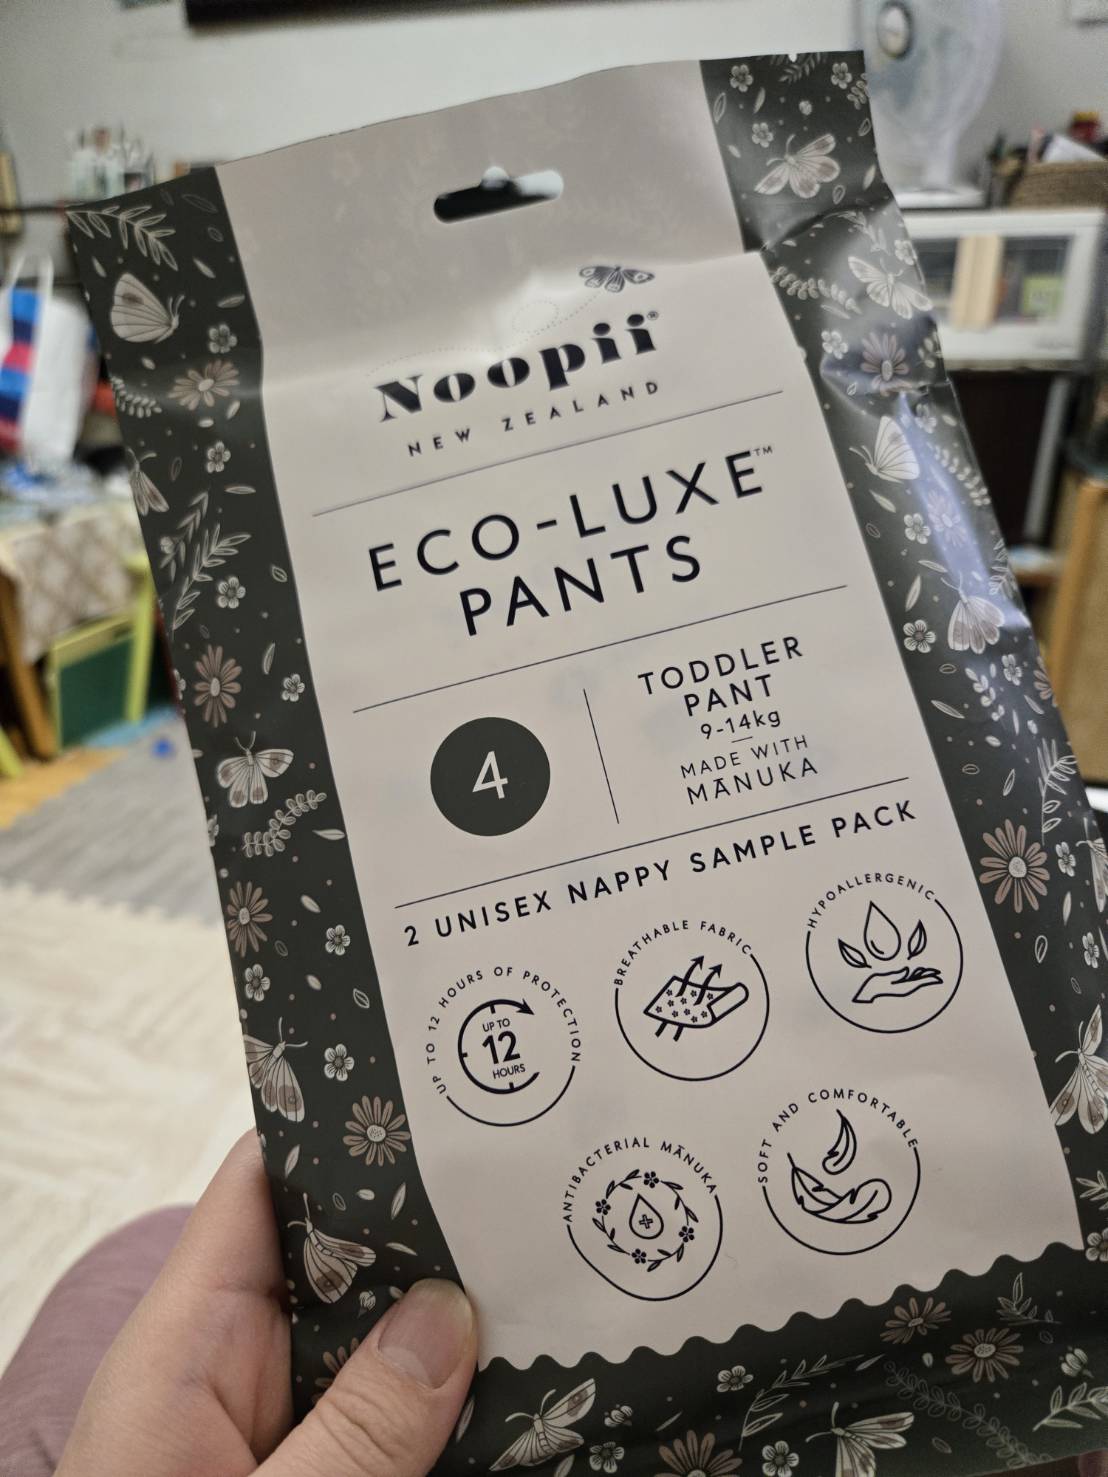 Noopii®
NEW ZEALAND
ECO-LUXE™
PANTS
4
TODDLER
PANT
9-14kg
MADE WITH
MĀNUKA
2 UNISEX NAPPY SAMPLE PACK
UP TO 12 HOURS OF PROTECTION
UP TO
12
HOURS
BREATHABLE FABRIC
HYPOALLERGENIC
ANTIBACTERIAL MĀNUKA
SOFT AND COMFORTABLE